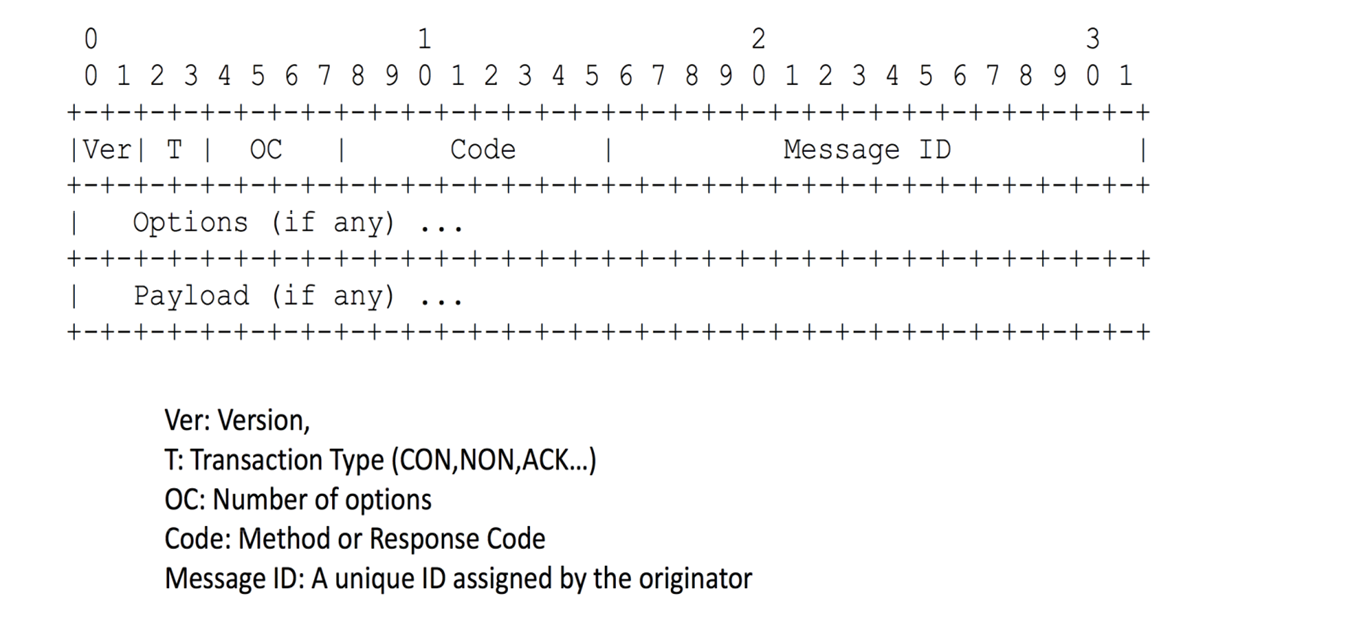 0                   1                   2                   3
0 1 2 3 4 5 6 7 8 9 0 1 2 3 4 5 6 7 8 9 0 1 2 3 4 5 6 7 8 9 0 1
+-+-+-+-+-+-+-+-+-+-+-+-+-+-+-+-+-+-+-+-+-+-+-+-+-+-+-+-+-+-+-+-+
|Ver| T |  OC   |      Code     |          Message ID           |
+-+-+-+-+-+-+-+-+-+-+-+-+-+-+-+-+-+-+-+-+-+-+-+-+-+-+-+-+-+-+-+-+
|   Options (if any) ...
+-+-+-+-+-+-+-+-+-+-+-+-+-+-+-+-+-+-+-+-+-+-+-+-+-+-+-+-+-+-+-+-+
|   Payload (if any) ...
+-+-+-+-+-+-+-+-+-+-+-+-+-+-+-+-+-+-+-+-+-+-+-+-+-+-+-+-+-+-+-+-+
Ver: Version,
T: Transaction Type (CON,NON,ACK...)
OC: Number of options
Code: Method or Response Code
Message ID: A unique ID assigned by the originator